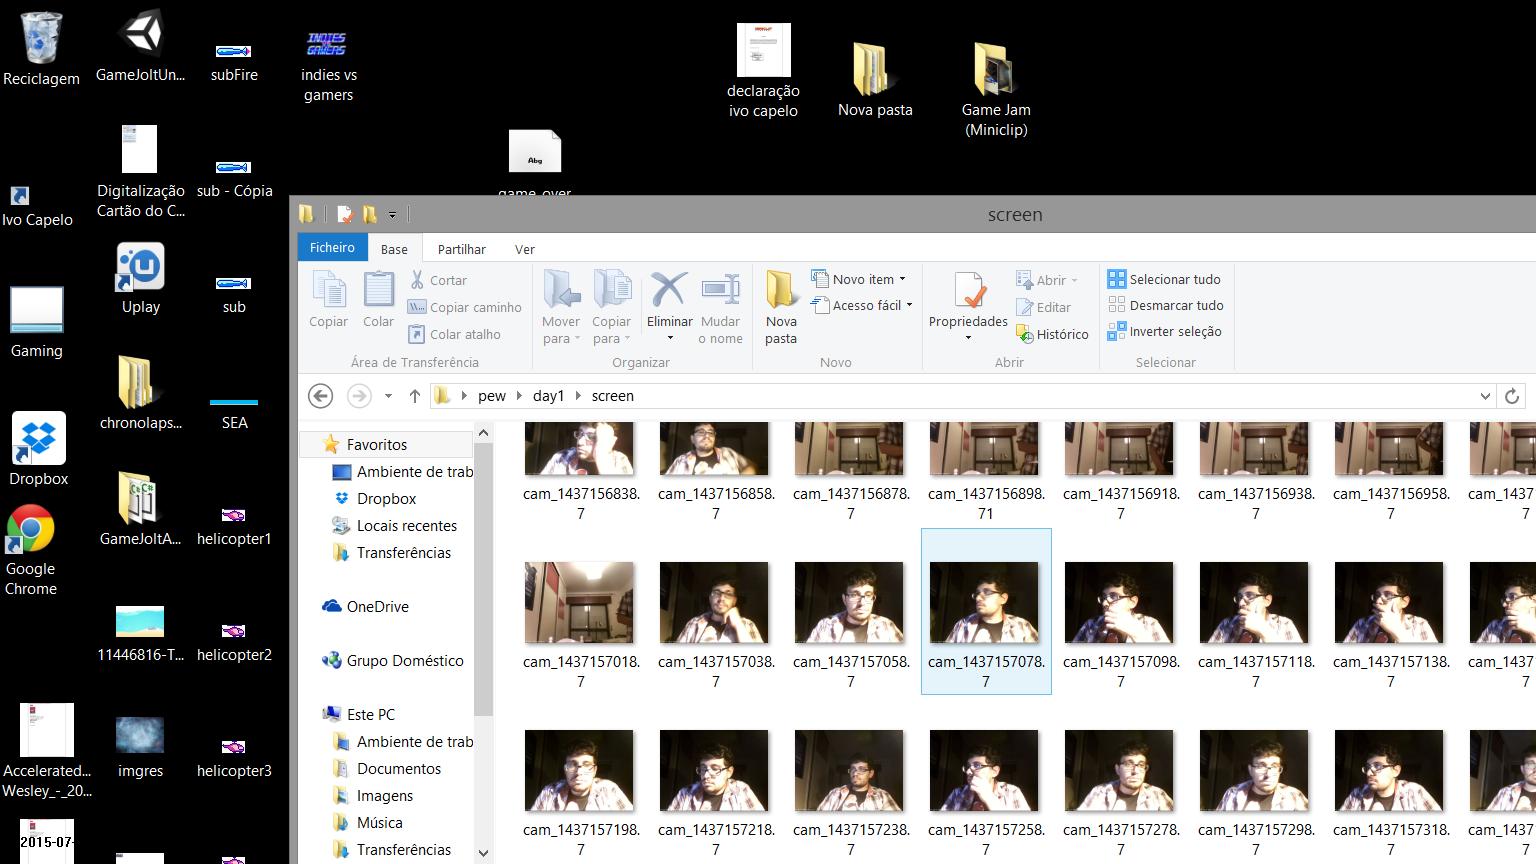 Reciclagem
GameJoltUn...
subFire
INDIES
GAMERS
indies vs
gamers
declaração
ivo capelo
Nova pasta
Game Jam
(Miniclip)
Abg
game_over
Ivo Capelo
Digitalização
Cartão do C...
sub - Cópia
Gaming
Uplay
sub
Dropbox
chronolaps...
SEA
Google
Chrome
GameJoltA...
helicopter1
11446816-T...
helicopter2
Accelerated...
Wesley_-_20...
imgres
helicopter3
2015-07-
screen
Ficheiro
Base
Partilhar
Ver
Copiar
Colar
Cortar
Copiar caminho
Colar atalho
Área de Transferência
Mover
para
Copiar
para
Eliminar
Mudar
o nome
Organizar
Nova
pasta
Novo item
Acesso fácil
Novo
Propriedades
Abrir
Editar
Histórico
Abrir
Selecionar tudo
Desmarcar tudo
Inverter seleção
Selecionar
pew
day1
screen
Favoritos
Ambiente de trab
Dropbox
Locais recentes
Transferências
OneDrive
Grupo Doméstico
Este PC
Ambiente de trab
Documentos
Imagens
Música
Transferências
cam_1437156838.
7
cam_1437156858.
7
cam_1437156878.
7
cam_1437156898.
71
cam_1437156918.
7
cam_1437156938.
7
cam_1437156958.
7
cam_1437
cam_1437157018.
7
cam_1437157038.
7
cam_1437157058.
7
cam_1437157078.
7
cam_1437157098.
7
cam_1437157118.
7
cam_1437157138.
7
cam_1437
cam_1437157198.
7
cam_1437157218.
7
cam_1437157238.
7
cam_1437157258.
7
cam_1437157278.
7
cam_1437157298.
7
cam_1437157318.
7
cam_1437